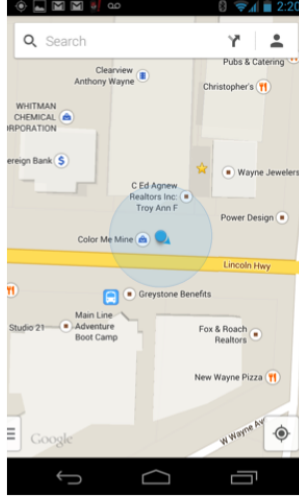 2:20
Search
Pubs & Catering
Clearview
Anthony Wayne
Christopher's
WHITMAN
CHEMICAL
ORPORATION
ereign Bank
Wayne Jewelers
C Ed Agnew
Realtors Inc:
Troy Ann F
Power Design
Color Me Mine
Lincoln Hwy
Greystone Benefits
Main Line
Adventure
Boot Camp
Studio 21
Fox & Roach
Realtors
New Wayne Pizza
W Wayne Av
Google